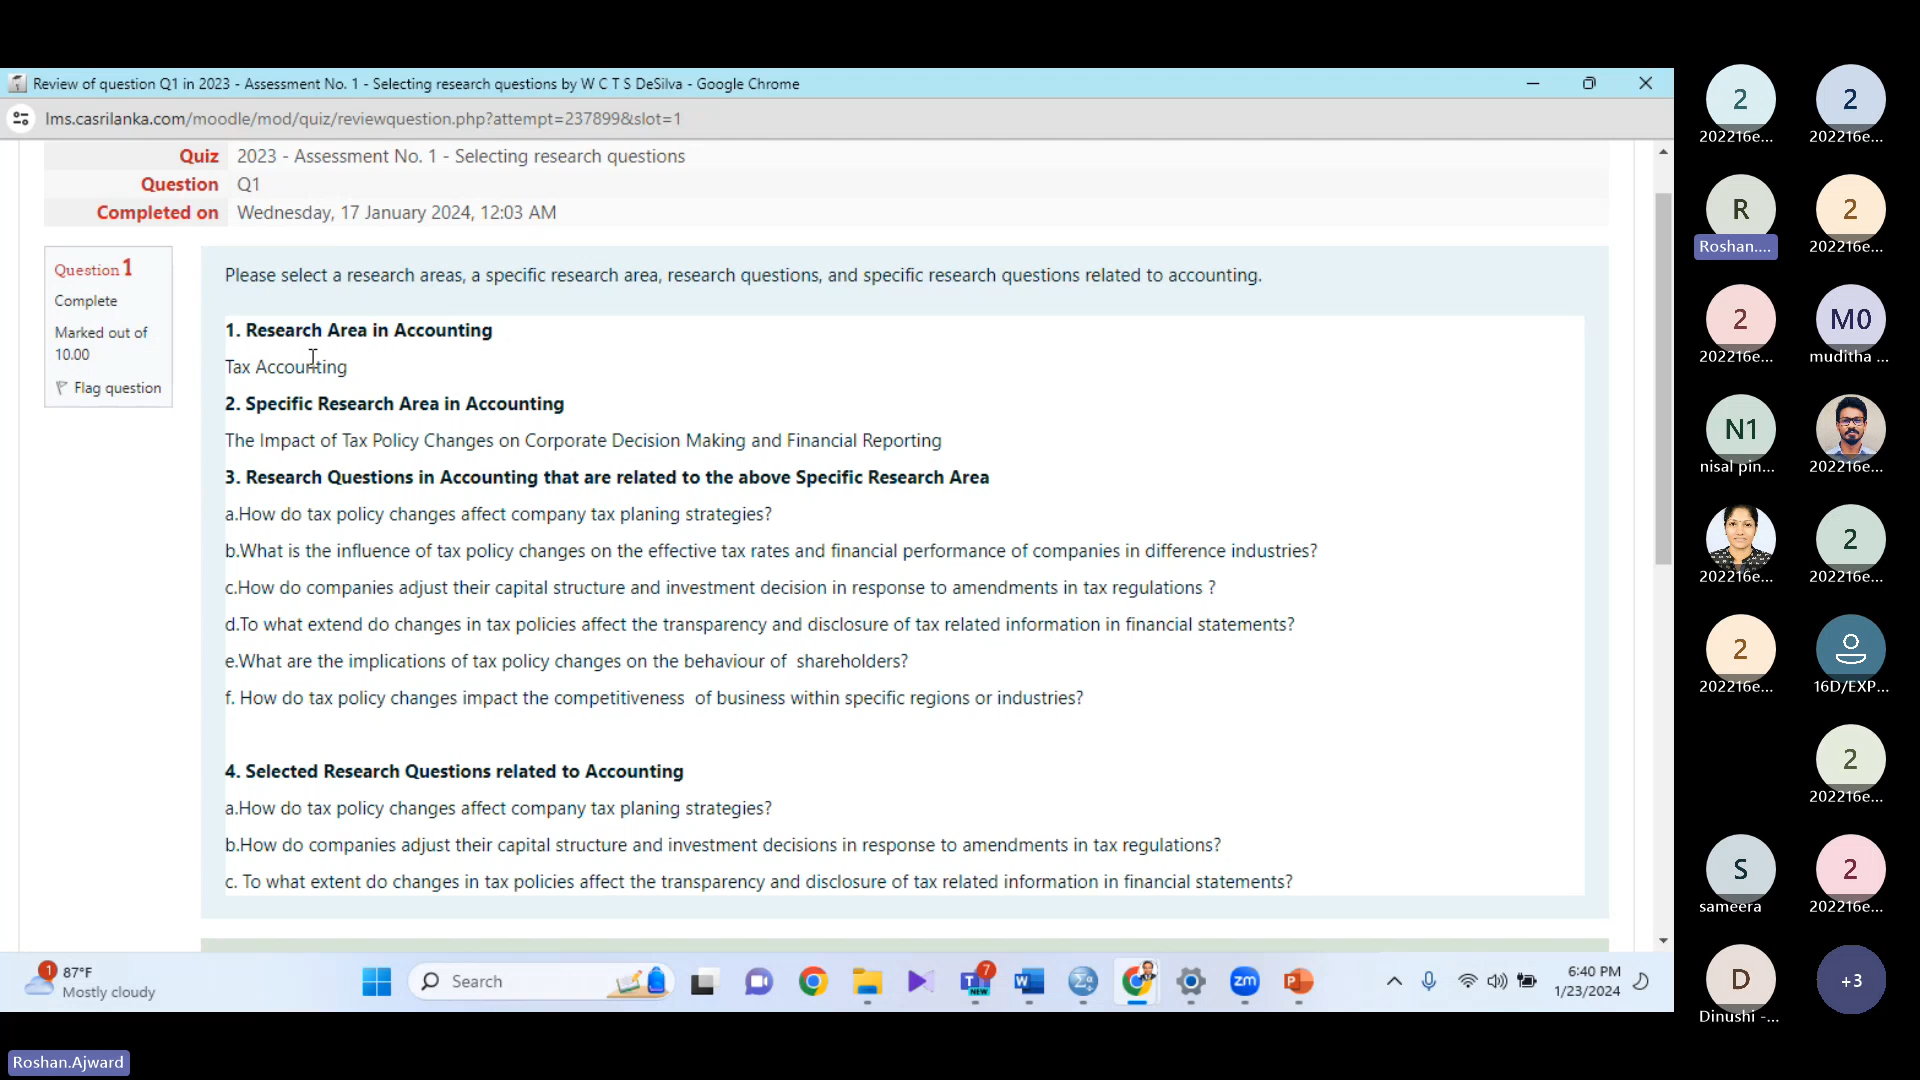 Review of question Q1 in 2023 - Assessment No. 1 - Selecting research questions by W C T S DeSilva - Google Chrome
lms.casrilanka.com/moodle/mod/quiz/reviewquestion.php?attempt=237899&slot=1
Quiz 2023 - Assessment No. 1 - Selecting research questions
Question Q1
Completed on Wednesday, 17 January 2024, 12:03 AM
Question 1
Complete
Marked out of
10.00
Flag question
Please select a research areas, a specific research area, research questions, and specific research questions related to accounting.
1. Research Area in Accounting
Tax Accounting
2. Specific Research Area in Accounting
The Impact of Tax Policy Changes on Corporate Decision Making and Financial Reporting
3. Research Questions in Accounting that are related to the above Specific Research Area
a.How do tax policy changes affect company tax planing strategies?
b.What is the influence of tax policy changes on the effective tax rates and financial performance of companies in difference industries?
c.How do companies adjust their capital structure and investment decision in response to amendments in tax regulations ?
d.To what extend do changes in tax policies affect the transparency and disclosure of tax related information in financial statements?
e.What are the implications of tax policy changes on the behaviour of  shareholders?
f. How do tax policy changes impact the competitiveness  of business within specific regions or industries?
4. Selected Research Questions related to Accounting
a.How do tax policy changes affect company tax planing strategies?
b.How do companies adjust their capital structure and investment decisions in response to amendments in tax regulations?
c. To what extent do changes in tax policies affect the transparency and disclosure of tax related information in financial statements?
1
87°F
Mostly cloudy
Search
7
NEW
zm
6:40 PM
1/23/2024
2 2
202216e... 202216e...
R 2
Roshan.... 202216e...
2 M0
202216e... muditha ...
N1
nisal pin... 202216e...
2
202216e... 202216e...
2
202216e... 16D/EXP...
2
202216e...
S 2
sameera 202216e...
D +3
Dinushi -...
Roshan.Ajward